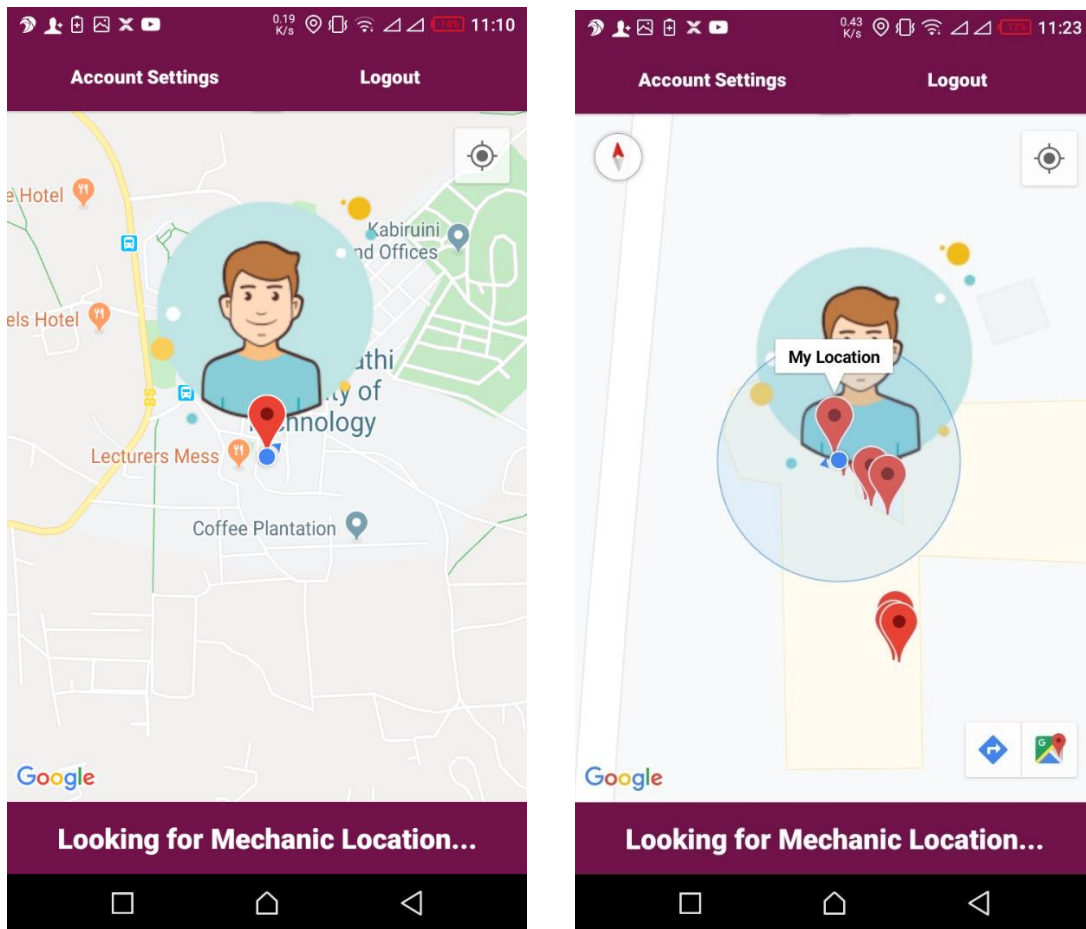 0.19
K/s
14%
11:10
Account Settings
Logout
e Hotel
Kabiruini
nd Offices
els Hotel
athi
ty of
hnology
B5
Lecturers Mess
Coffee Plantation
Google
Looking for Mechanic Location...
0.43
K/s
12%
11:23
Account Settings
Logout
My Location
Google
Looking for Mechanic Location...